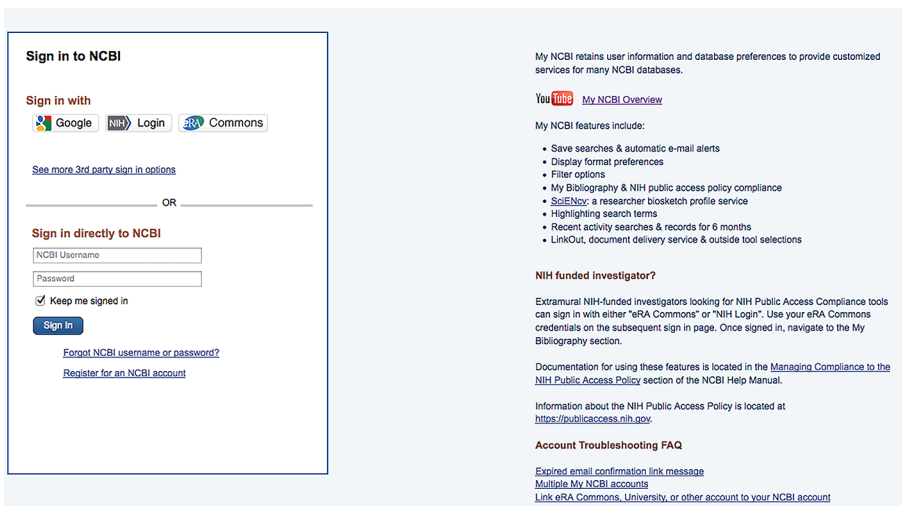 Sign in to NCBI
Sign in with
Google
NIH Login
eRA Commons
See more 3rd party sign in options
OR
Sign in directly to NCBI
NCBI Username
Password
Keep me signed in
Sign In
Forgot NCBI username or password?
Register for an NCBI account
My NCBI retains user information and database preferences to provide customized
services for many NCBI databases.
YouTube My NCBI Overview
My NCBI features include:
• Save searches & automatic e-mail alerts
• Display format preferences
• Filter options
• My Bibliography & NIH public access policy compliance
• SciENcv: a researcher biosketch profile service
• Highlighting search terms
• Recent activity searches & records for 6 months
• LinkOut, document delivery service & outside tool selections
NIH funded investigator?
Extramural NIH-funded investigators looking for NIH Public Access Compliance tools
can sign in with either "eRA Commons" or "NIH Login". Use your eRA Commons
credentials on the subsequent sign in page. Once signed in, navigate to the My
Bibliography section.
Documentation for using these features is located in the Managing Compliance to the
NIH Public Access Policy section of the NCBI Help Manual.
Information about the NIH Public Access Policy is located at
https://publicaccess.nih.gov.
Account Troubleshooting FAQ
Expired email confirmation link message
Multiple My NCBI accounts
Link eRA Commons, University, or other account to your NCBI account